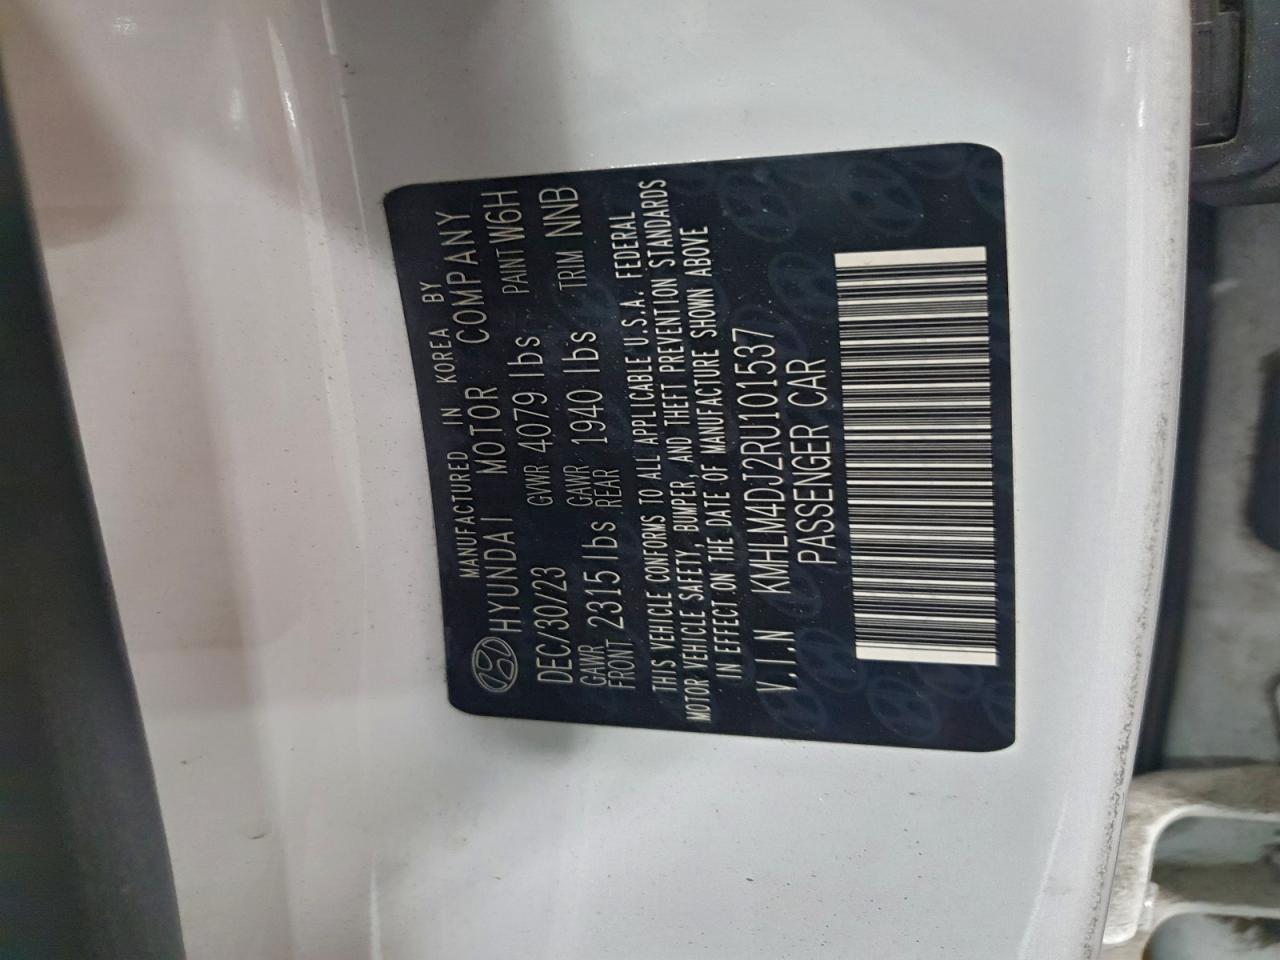 MANUFACTURED IN KOREA BY
HYUNDAI MOTOR COMPANY
DEC/30/23 GVWR 4079 lbs PAINT W6H
GAWR FRONT 2315 lbs GAWR REAR 1940 lbs TRIM NNB
THIS VEHICLE CONFORMS TO ALL APPLICABLE U.S.A. FEDERAL
MOTOR VEHICLE SAFETY, BUMPER, AND THEFT PREVENTION STANDARDS
IN EFFECT ON THE DATE OF MANUFACTURE SHOWN ABOVE
V.I.N KMHLM4DJ2RU101537
PASSENGER CAR